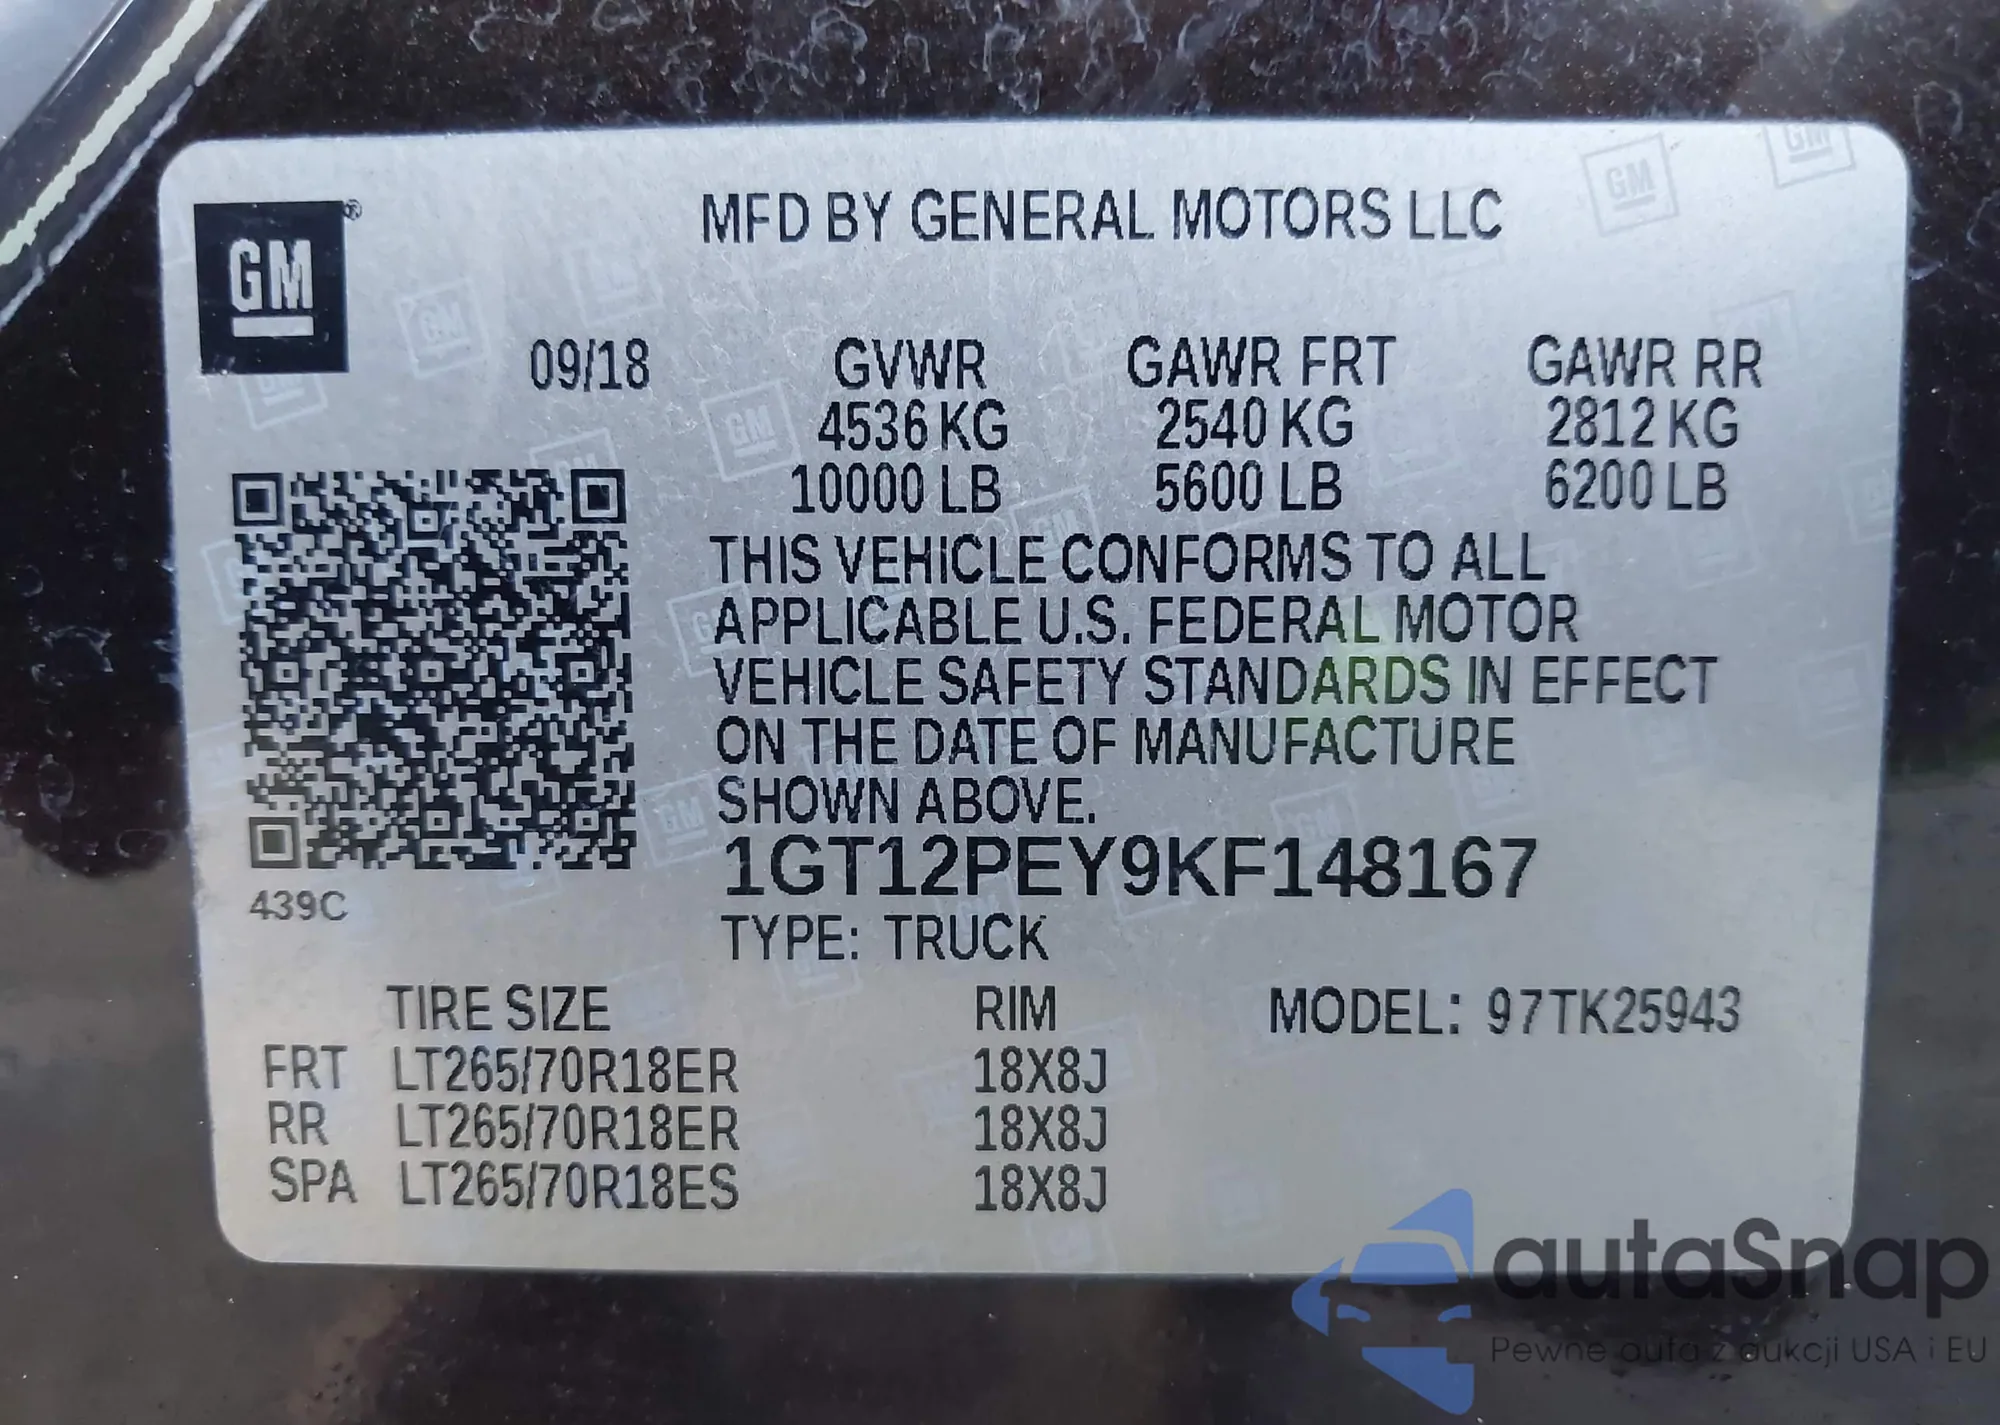 GM ®
MFD BY GENERAL MOTORS LLC
09/18 GVWR GAWR FRT GAWR RR
4536 KG 2540 KG 2812 KG
10000 LB 5600 LB 6200 LB
THIS VEHICLE CONFORMS TO ALL
APPLICABLE U.S. FEDERAL MOTOR
VEHICLE SAFETY STANDARDS IN EFFECT
ON THE DATE OF MANUFACTURE
SHOWN ABOVE.
1GT12PEY9KF148167
439C
TYPE: TRUCK
TIRE SIZE RIM MODEL: 97TK25943
FRT LT265/70R18ER 18X8J
RR LT265/70R18ER 18X8J
SPA LT265/70R18ES 18X8J
autaSnap
Pewne auta z aukcji USA i EU